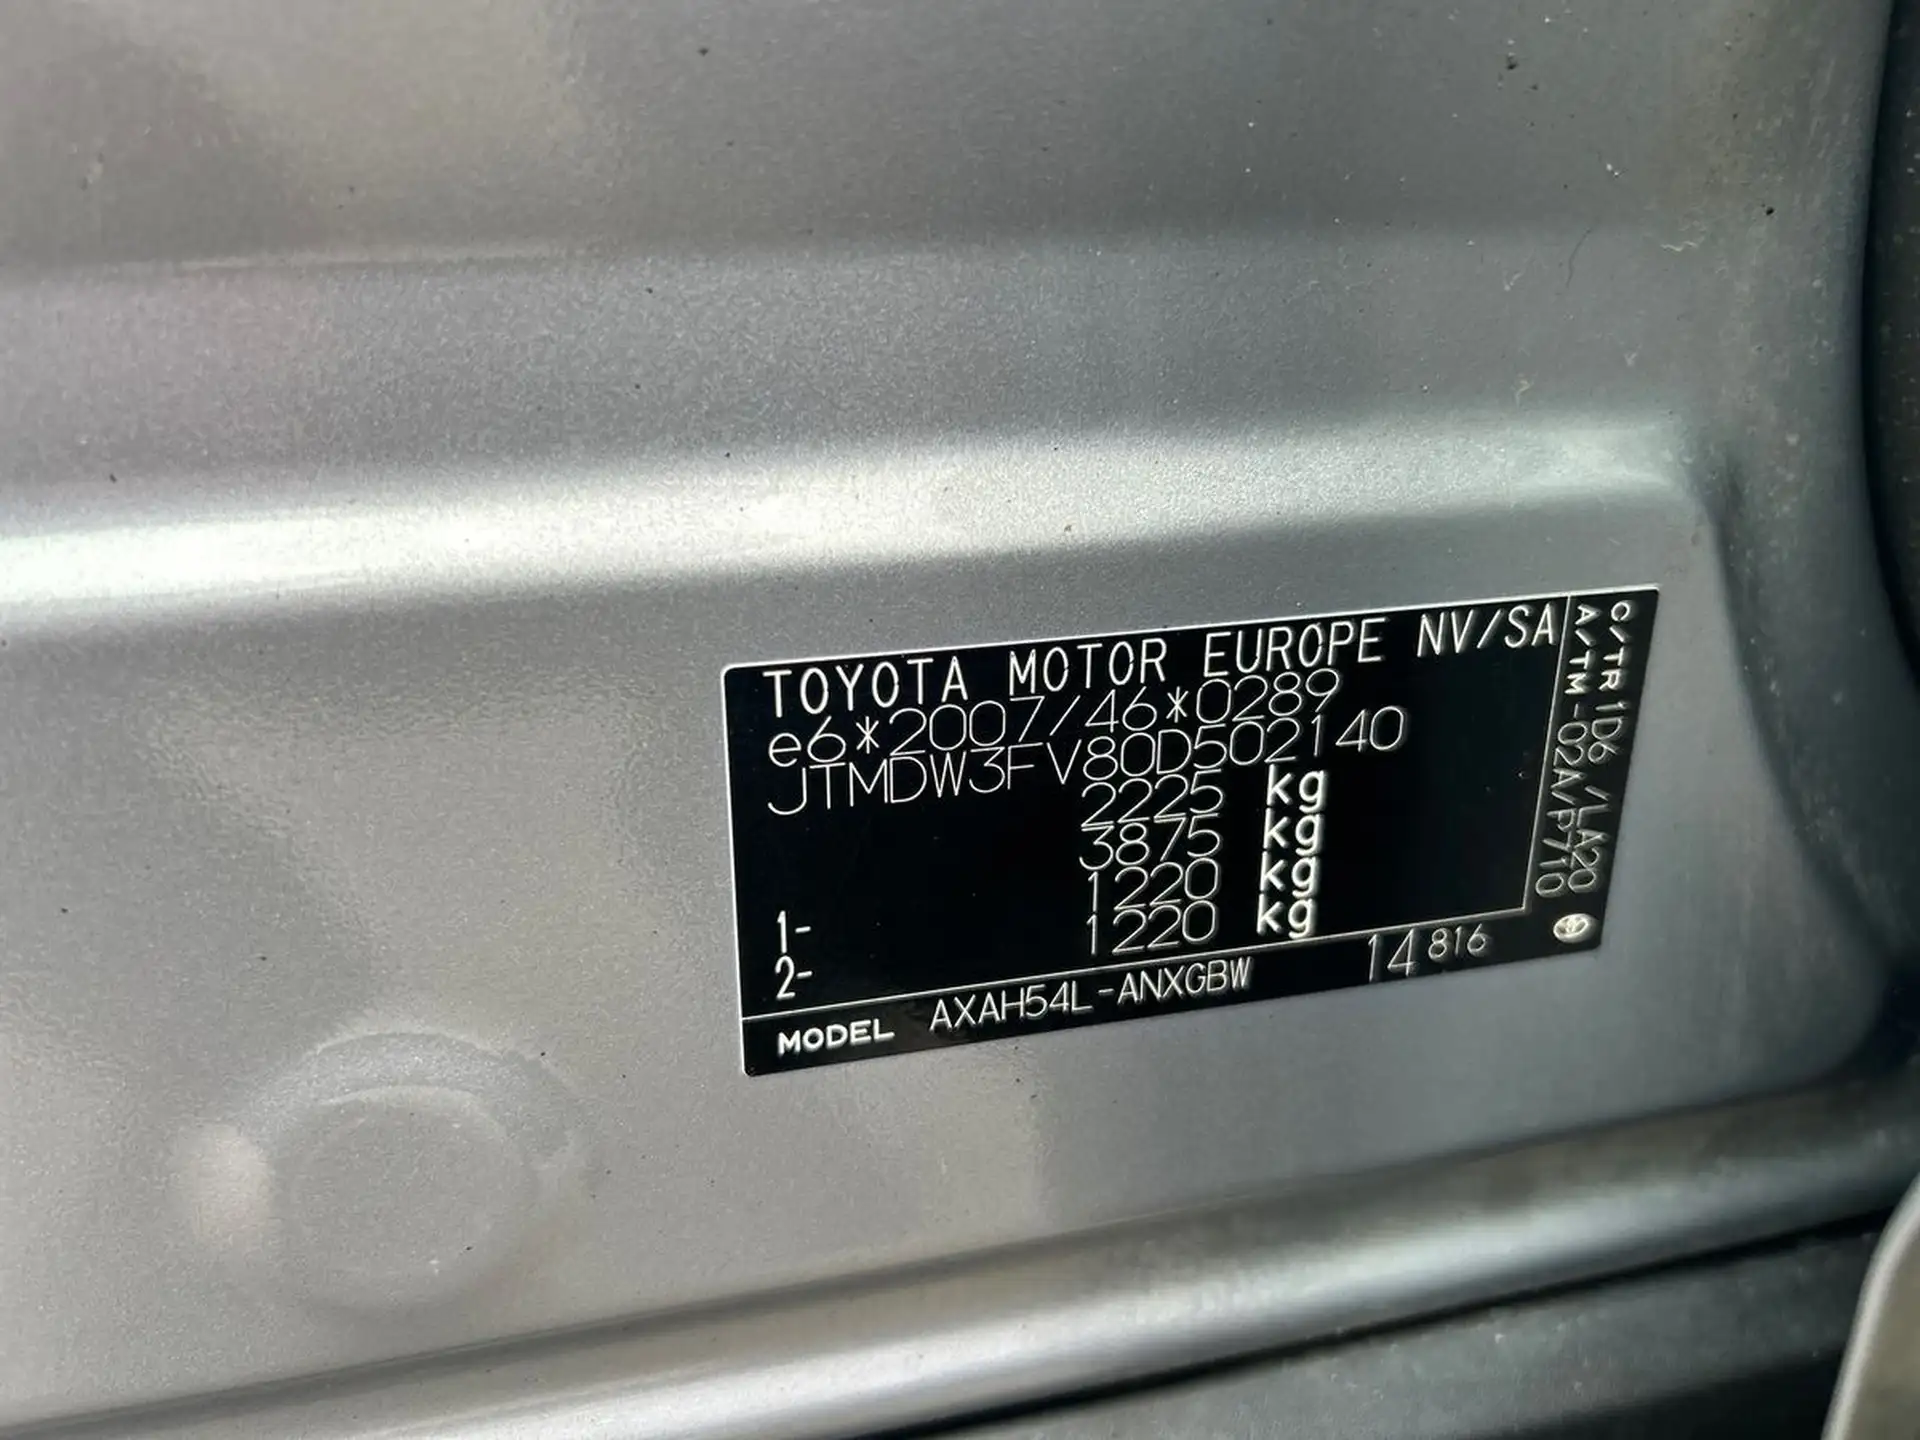 TOYOTA MOTOR EUROPE NV/SA
e6*2007/46*0289
JTMDW3FV80D502140
2225 kg
3875 kg
1- 1220 kg
2- 1220 kg
MODEL AXAH54L-ANXGBW 14 816
C/TR 1D6 /LA20
A/TM -02A/P710